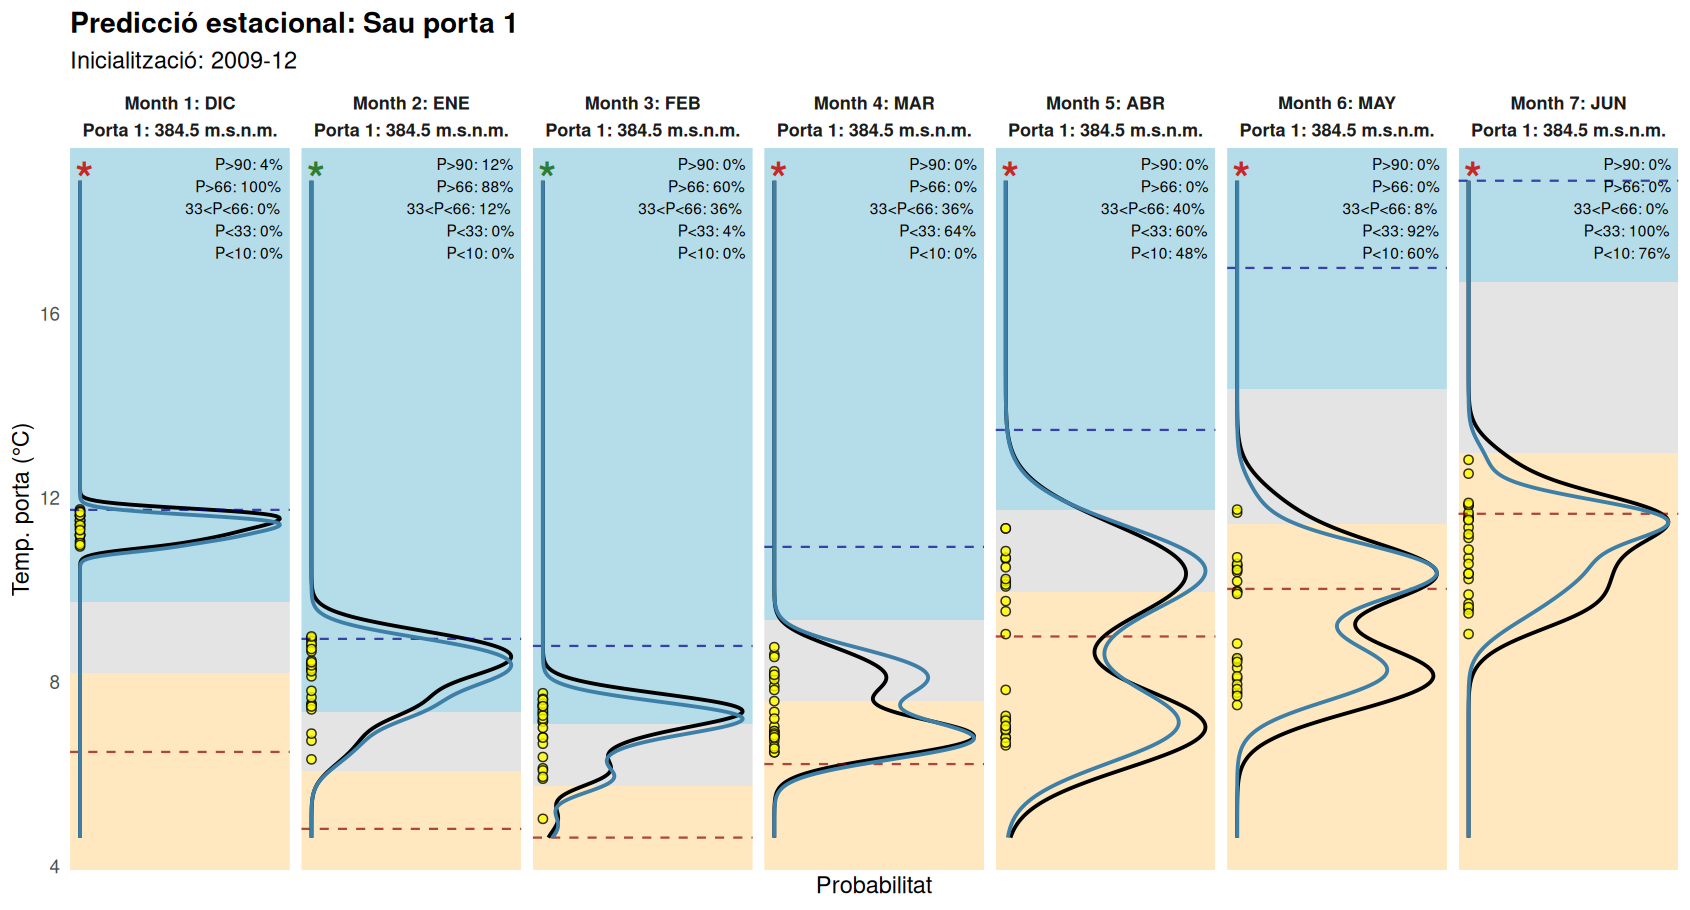 Predicció estacional: Sau porta 1
Inicialització: 2009-12
Month 1: DIC
Porta 1: 384.5 m.s.n.m.
Month 2: ENE
Porta 1: 384.5 m.s.n.m.
Month 3: FEB
Porta 1: 384.5 m.s.n.m.
Month 4: MAR
Porta 1: 384.5 m.s.n.m.
Month 5: ABR
Porta 1: 384.5 m.s.n.m.
Month 6: MAY
Porta 1: 384.5 m.s.n.m.
Month 7: JUN
Porta 1: 384.5 m.s.n.m.
*
P>90: 4%
P>66: 100%
33<P<66: 0%
P<33: 0%
P<10: 0%
*
P>90: 12%
P>66: 88%
33<P<66: 12%
P<33: 0%
P<10: 0%
*
P>90: 0%
P>66: 60%
33<P<66: 36%
P<33: 4%
P<10: 0%
*
P>90: 0%
P>66: 0%
33<P<66: 36%
P<33: 64%
P<10: 0%
*
P>90: 0%
P>66: 0%
33<P<66: 40%
P<33: 60%
P<10: 48%
*
P>90: 0%
P>66: 0%
33<P<66: 8%
P<33: 92%
P<10: 60%
*
P>90: 0%
P>66: 0%
33<P<66: 0%
P<33: 100%
P<10: 76%
Temp. porta (°C)
16
12
8
4
Probabilitat